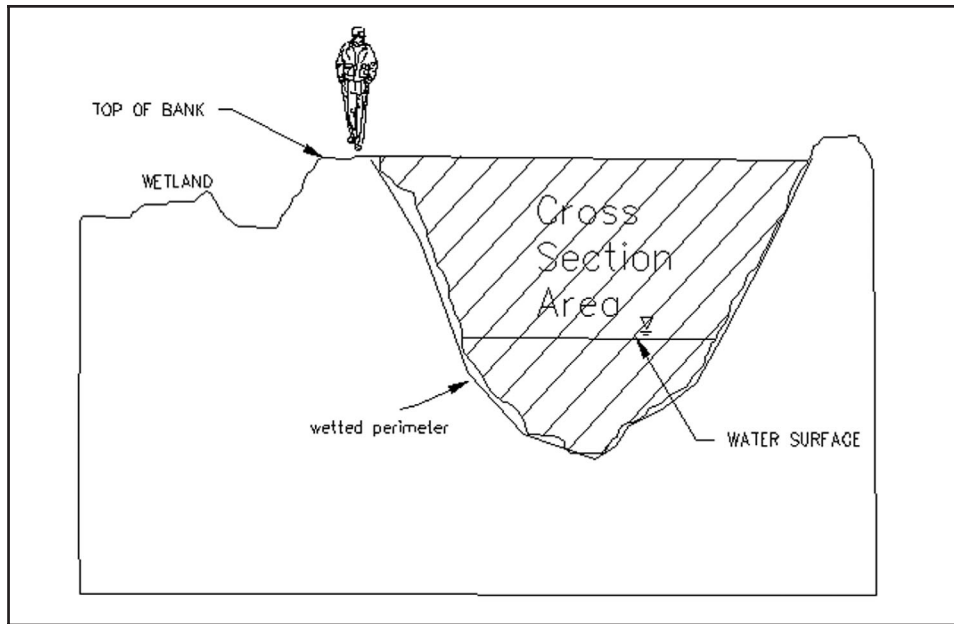 TOP OF BANK
WETLAND
Cross
Section
Area
wetted perimeter
WATER SURFACE